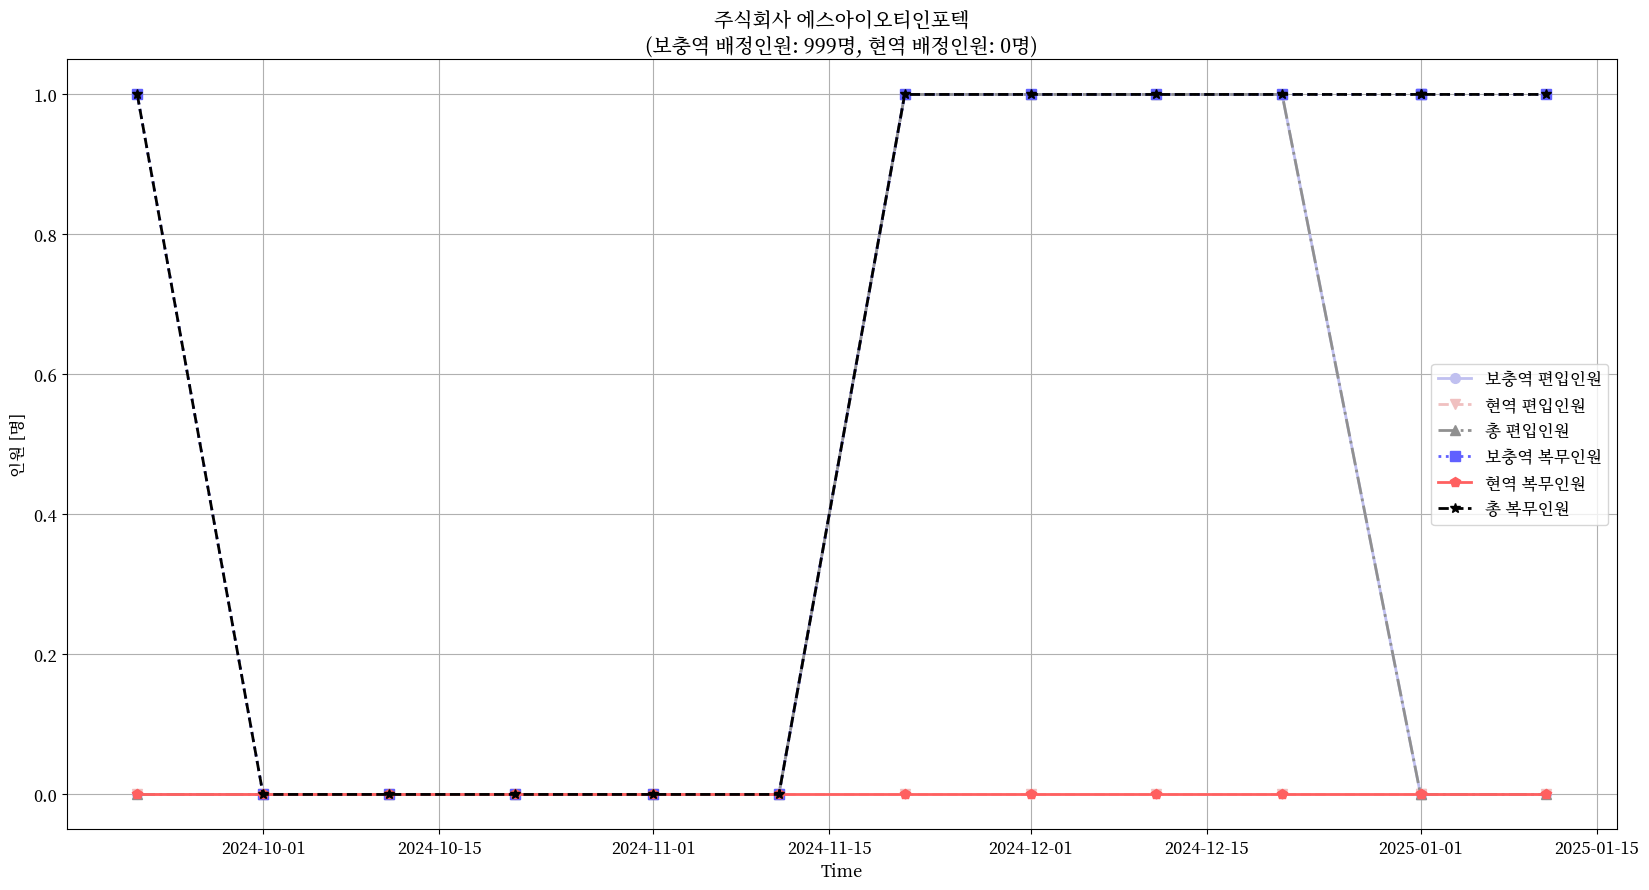 주식회사 에스아이오티인포텍
(보충역 배정인원: 999명, 현역 배정인원: 0명)
인원 [명]
1.0
0.8
0.6
0.4
0.2
0.0
보충역 편입인원
현역 편입인원
총 편입인원
보충역 복무인원
현역 복무인원
총 복무인원
2024-10-01
2024-10-15
2024-11-01
2024-11-15
2024-12-01
2024-12-15
2025-01-01
2025-01-15
Time